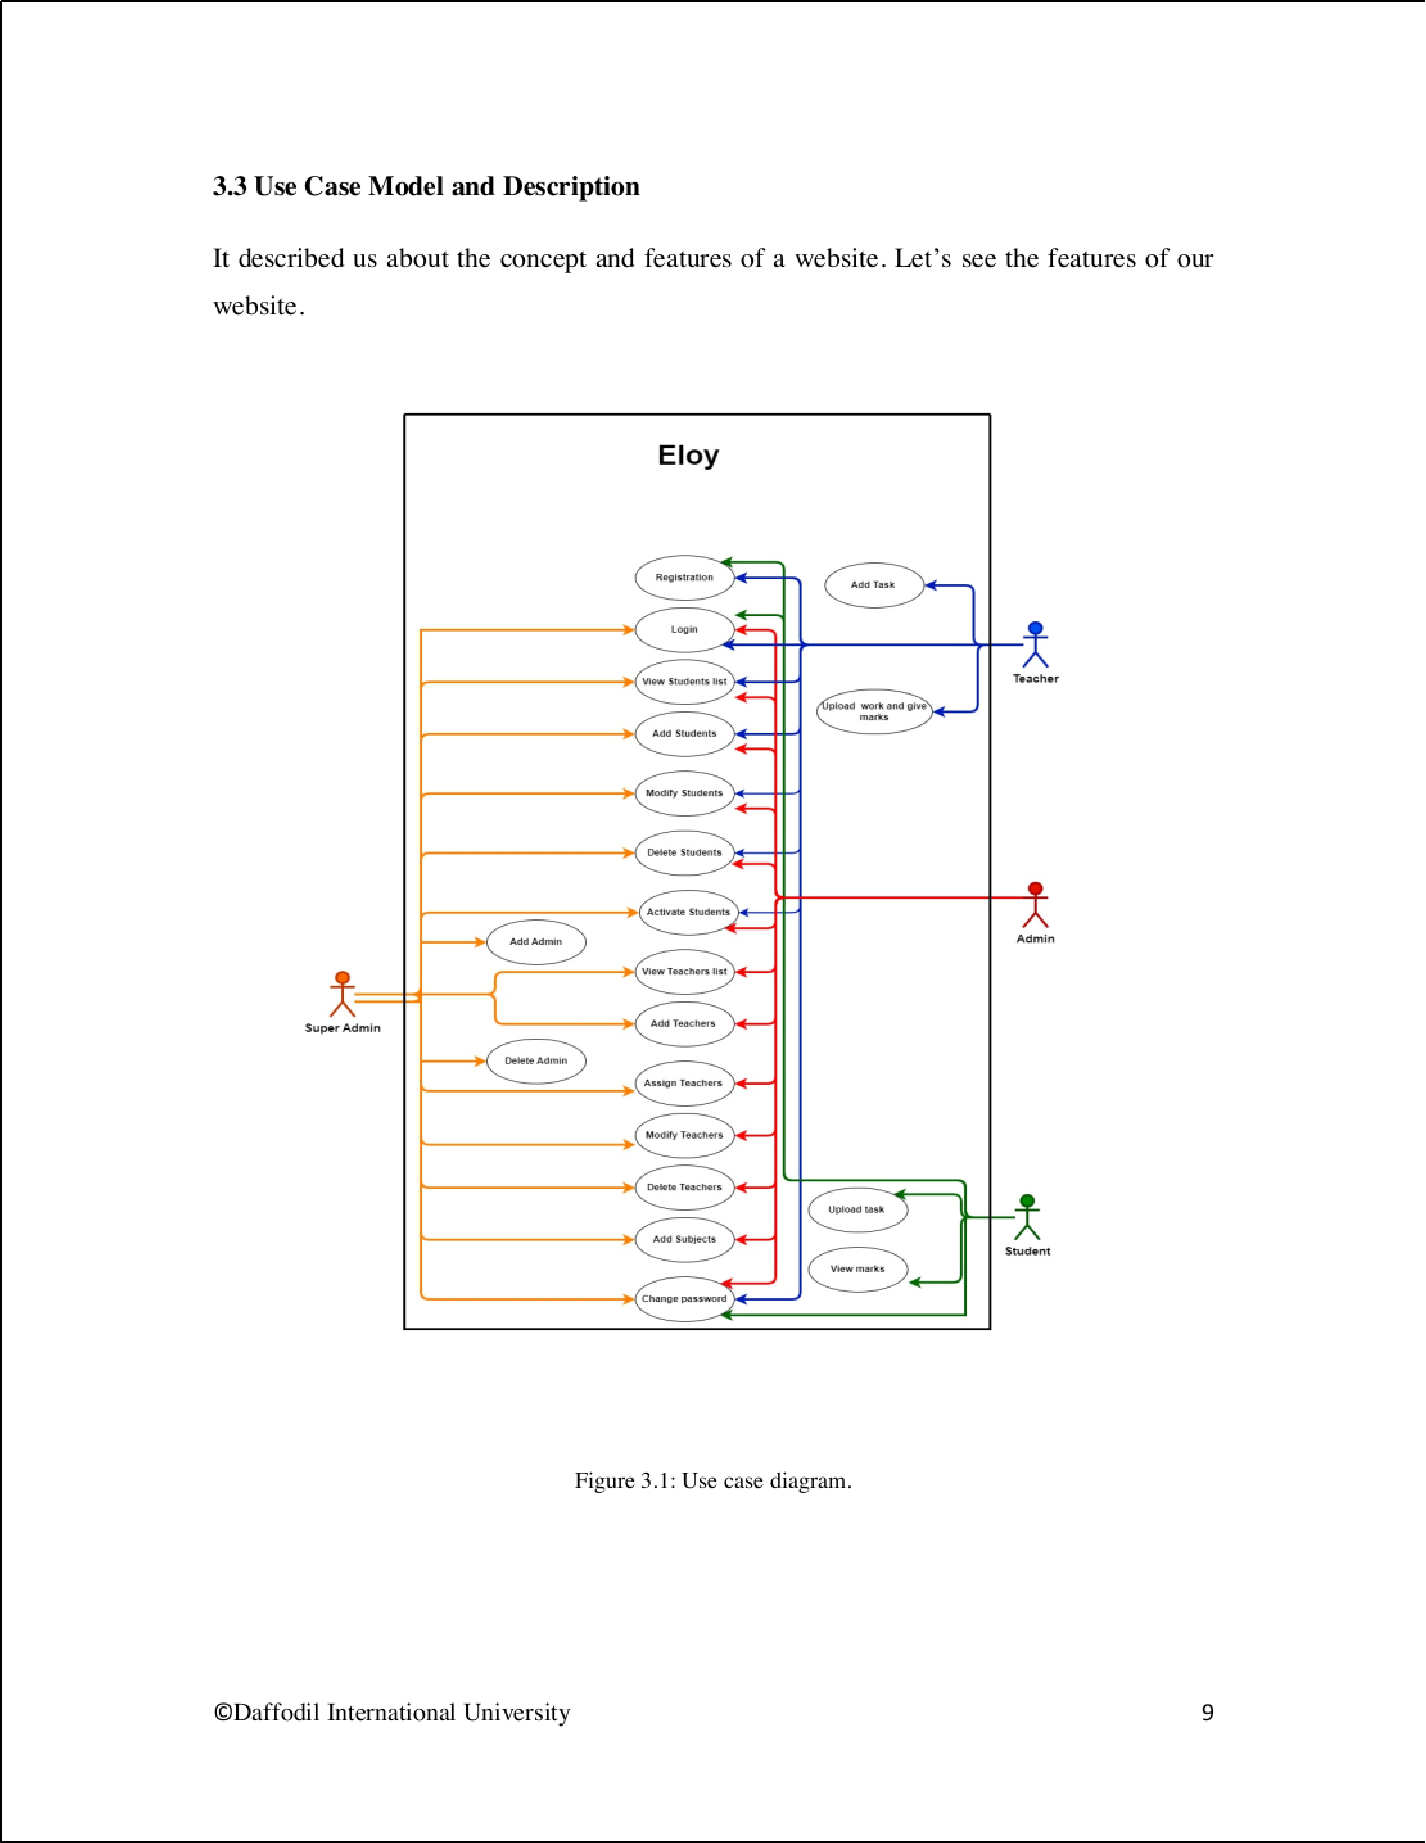 3.3 Use Case Model and Description
It described us about the concept and features of a website. Let’s see the features of our
website.
Eloy
Registration
Add Task
Login
Teacher
View Students list
Upload work and give
marks
Add Students
Modify Students
Delete Students
Activate Students
Admin
Add Admin
View Teachers list
Super Admin
Add Teachers
Delete Admin
Assign Teachers
Modify Teachers
Delete Teachers
Upload task
Add Subjects
Student
View marks
Change password
Figure 3.1: Use case diagram.
©Daffodil International University 9